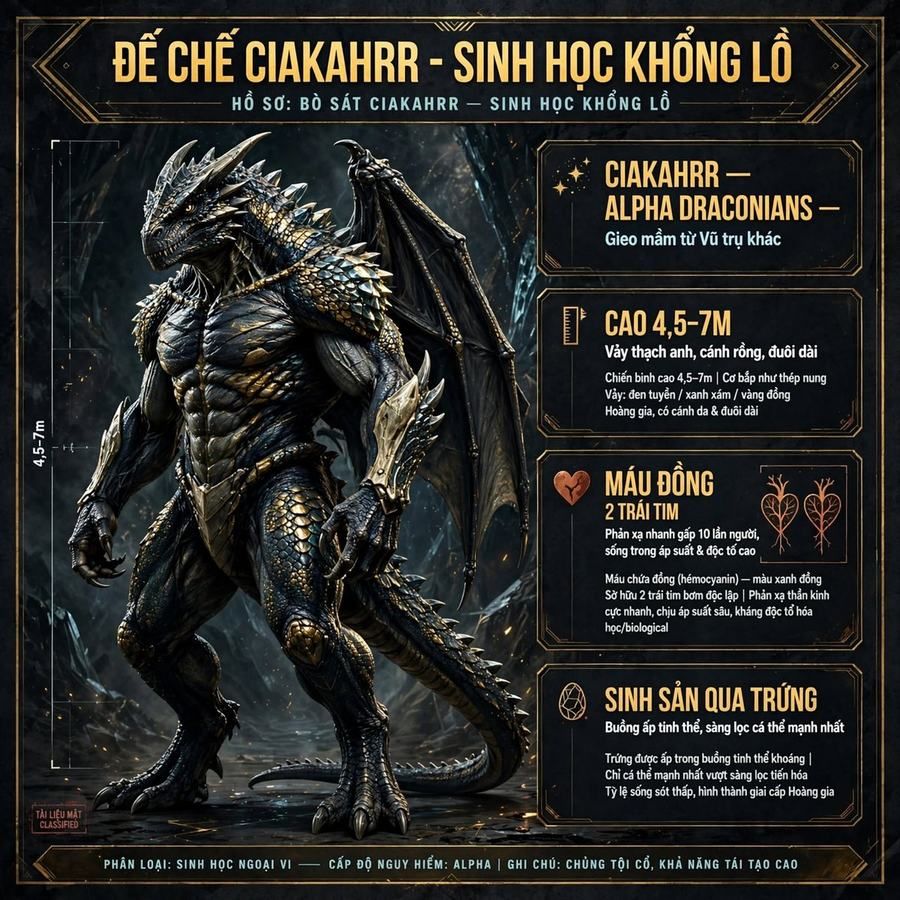 ĐẾ CHẾ CIAKAHRR - SINH HỌC KHỔNG LỒ
HỒ SƠ: BÒ SÁT CIAKAHRR — SINH HỌC KHỔNG LỒ
4,5–7m
CIAKAHRR —
ALPHA DRACONIANS —
Gieo mầm từ Vũ trụ khác
CAO 4,5–7M
Vảy thạch anh, cánh rồng, đuôi dài
Chiến binh cao 4,5–7m | Cơ bắp như thép nung
Vảy: đen tuyền / xanh xám / vàng đồng
Hoàng gia, có cánh da & đuôi dài
MÁU ĐỒNG
2 TRÁI TIM
Phản xạ nhanh gấp 10 lần người,
sống trong áp suất & độc tố cao
Máu chứa đồng (hémocyanin) — màu xanh đồng
Sở hữu 2 trái tim bơm độc lập | Phản xạ thần kinh
cực nhanh, chịu áp suất sâu, kháng độc tố hóa
học/biological
SINH SẢN QUA TRỨNG
Buồng ấp tinh thể, sàng lọc cá thể mạnh nhất
Trứng được ấp trong buồng tinh thể khoáng |
Chỉ cá thể mạnh nhất vượt sàng lọc tiến hóa
Tỷ lệ sống sót thấp, hình thành giai cấp Hoàng gia
TÀI LIỆU MẬT
CLASSIFIED
PHÂN LOẠI: SINH HỌC NGOẠI VI — CẤP ĐỘ NGUY HIỂM: ALPHA | GHI CHÚ: CHỦNG TỘI CỔ, KHẢ NĂNG TÁI TẠO CAO